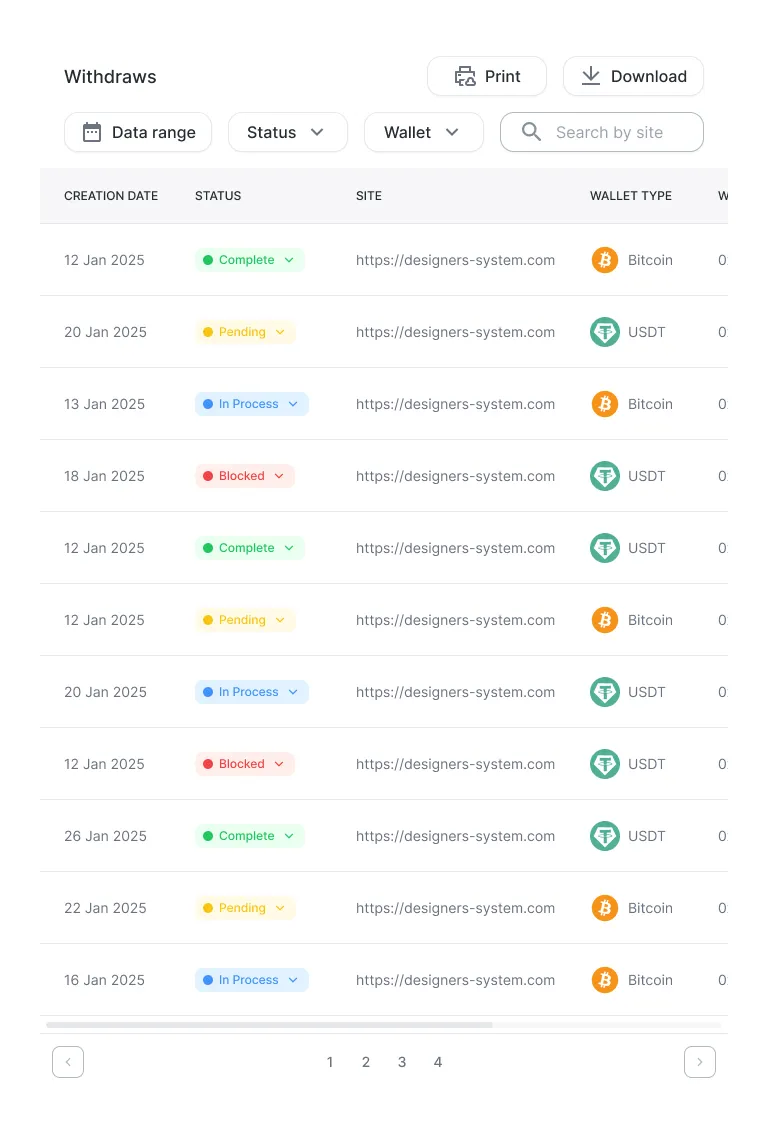 Withdraws Print Download
Data range Status Wallet Search by site
CREATION DATE STATUS SITE WALLET TYPE W
12 Jan 2025 Complete https://designers-system.com Bitcoin 0
20 Jan 2025 Pending https://designers-system.com USDT 0
13 Jan 2025 In Process https://designers-system.com Bitcoin 0
18 Jan 2025 Blocked https://designers-system.com USDT 0
12 Jan 2025 Complete https://designers-system.com USDT 0
12 Jan 2025 Pending https://designers-system.com Bitcoin 0
20 Jan 2025 In Process https://designers-system.com USDT 0
12 Jan 2025 Blocked https://designers-system.com USDT 0
26 Jan 2025 Complete https://designers-system.com USDT 0
22 Jan 2025 Pending https://designers-system.com Bitcoin 0
16 Jan 2025 In Process https://designers-system.com Bitcoin 0
1 2 3 4